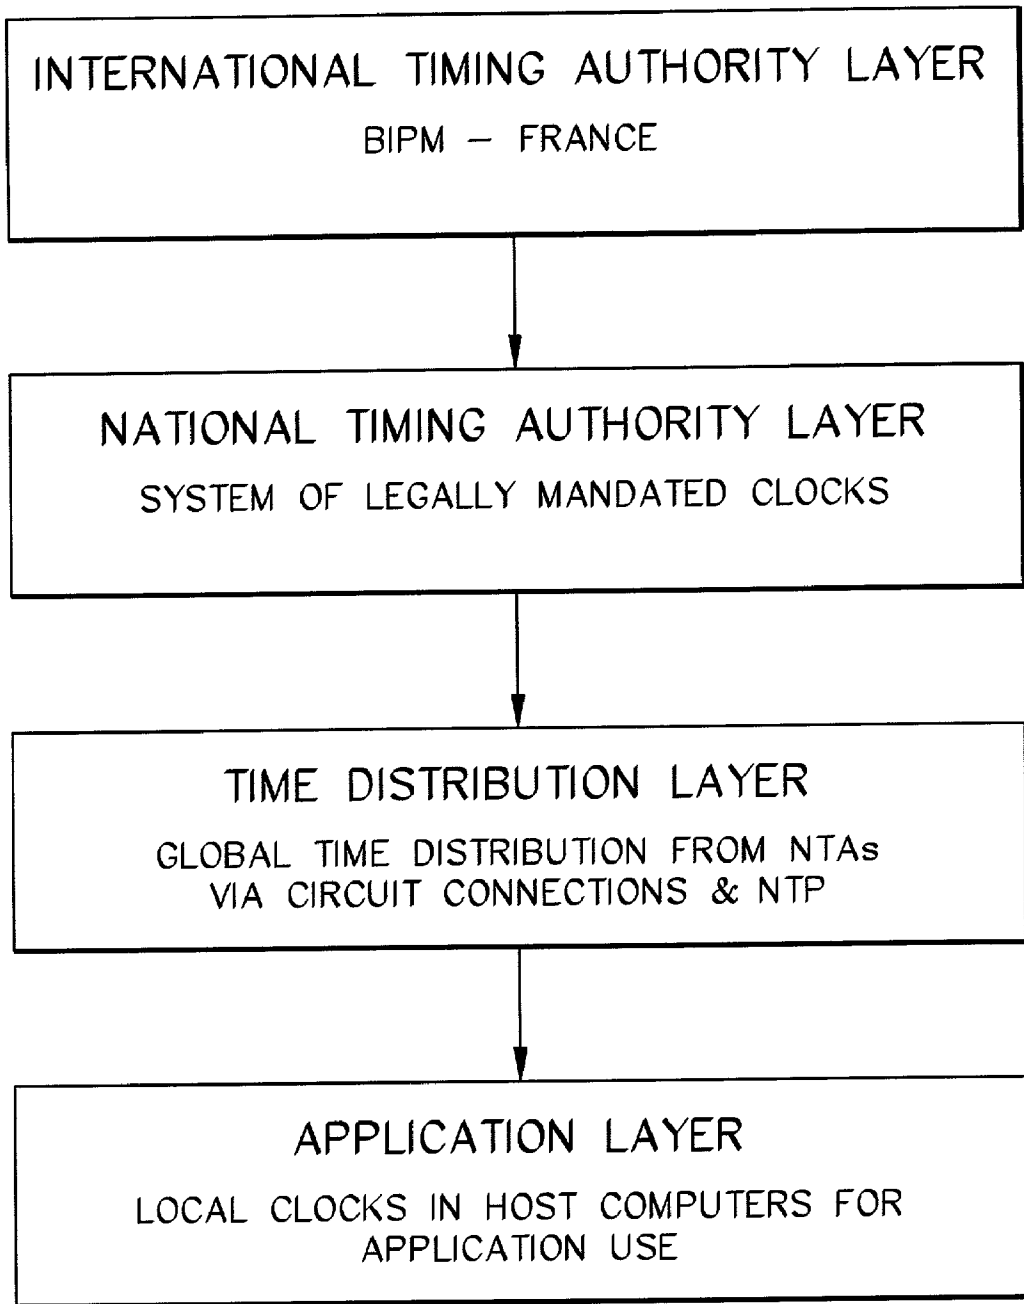 INTERNATIONAL TIMING AUTHORITY LAYER
BIPM – FRANCE
NATIONAL TIMING AUTHORITY LAYER
SYSTEM OF LEGALLY MANDATED CLOCKS
TIME DISTRIBUTION LAYER
GLOBAL TIME DISTRIBUTION FROM NTAs
VIA CIRCUIT CONNECTIONS & NTP
APPLICATION LAYER
LOCAL CLOCKS IN HOST COMPUTERS FOR
APPLICATION USE